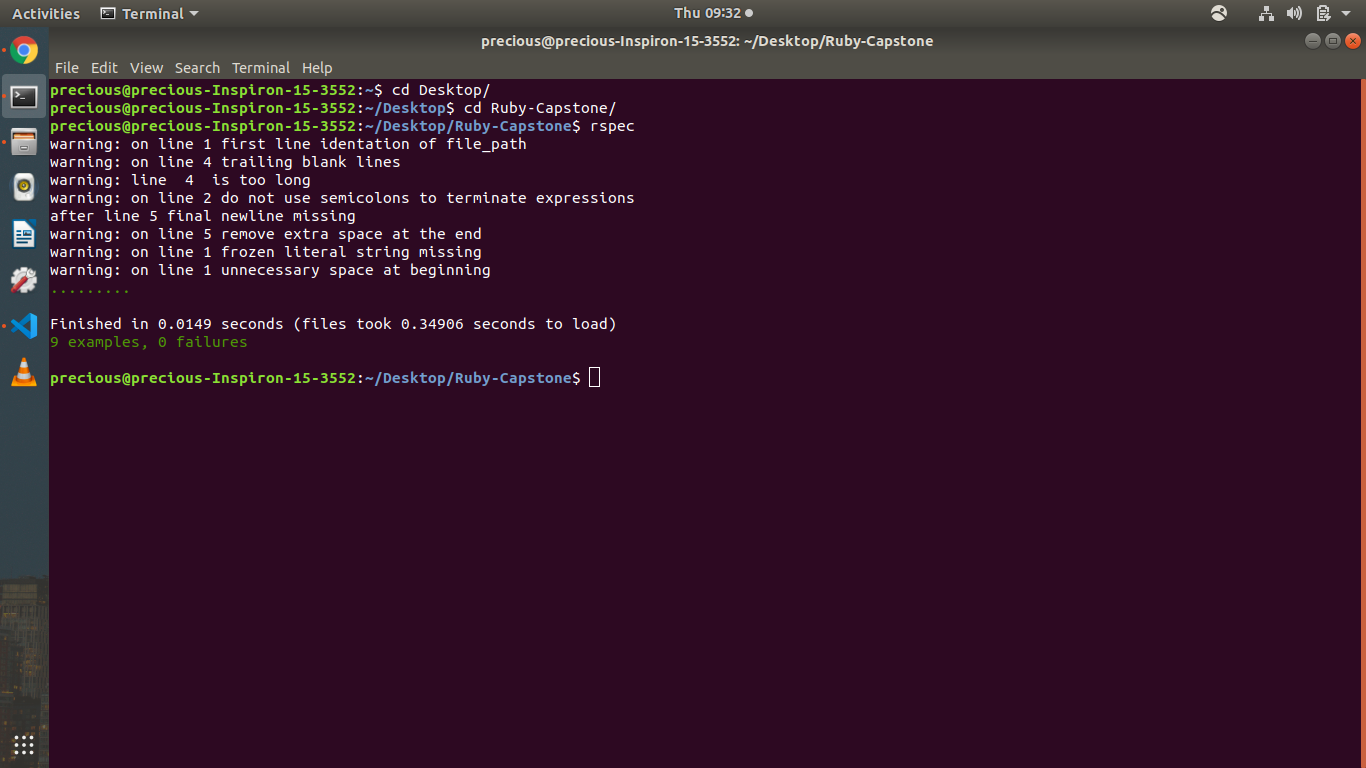 Activities Terminal Thu 09:32
precious@precious-Inspiron-15-3552: ~/Desktop/Ruby-Capstone
File Edit View Search Terminal Help
precious@precious-Inspiron-15-3552:~$ cd Desktop/
precious@precious-Inspiron-15-3552:~/Desktop$ cd Ruby-Capstone/
precious@precious-Inspiron-15-3552:~/Desktop/Ruby-Capstone$ rspec
warning: on line 1 first line identation of file_path
warning: on line 4 trailing blank lines
warning: line  4  is too long
warning: on line 2 do not use semicolons to terminate expressions
after line 5 final newline missing
warning: on line 5 remove extra space at the end
warning: on line 1 frozen literal string missing
warning: on line 1 unnecessary space at beginning
.........
Finished in 0.0149 seconds (files took 0.34906 seconds to load)
9 examples, 0 failures
precious@precious-Inspiron-15-3552:~/Desktop/Ruby-Capstone$